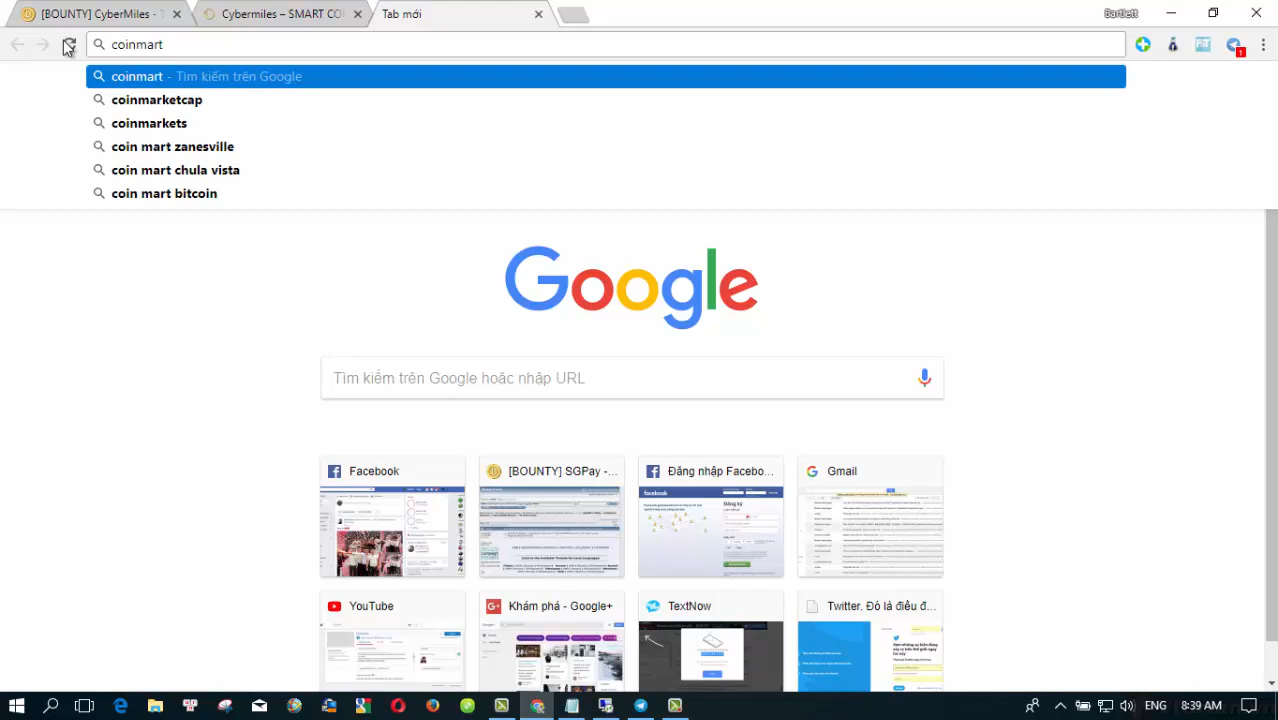 [BOUNTY] CyberMiles - T
Cybermiles – SMART CO
Tab mới
Bartlett
coinmart
1
coinmart - Tìm kiếm trên Google
coinmarketcap
coinmarkets
coin mart zanesville
coin mart chula vista
coin mart bitcoin
Google
Tìm kiếm trên Google hoặc nhập URL
Facebook
[BOUNTY] SGPay -...
Đăng nhập Facebo...
Gmail
facebook
YouTube
Khám phá - Google+
TextNow
Twitter. Đó là điều đ...
ENG
8:39 AM